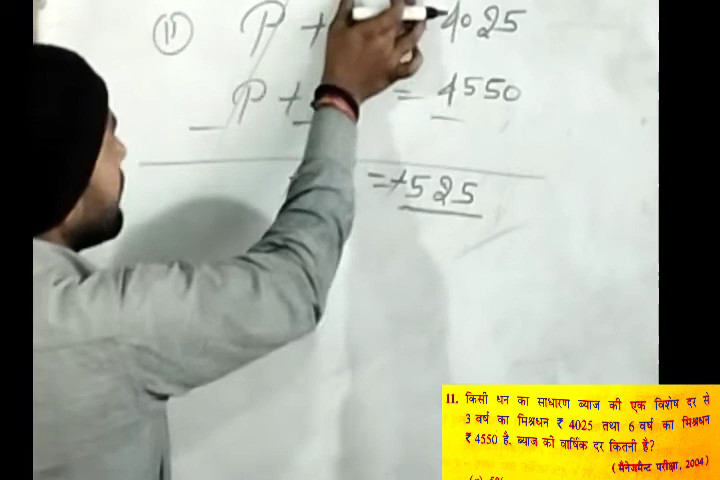 11 P + 4025
P + = 4550
= +525
11. किसी धन का साधारण ब्याज की एक विशेष दर से
3 वर्ष का मिश्रधन ₹ 4025 तथा 6 वर्ष का मिश्रधन
₹ 4550 है. ब्याज की वार्षिक दर कितनी है?
(मैनेजमैन्ट परीक्षा, 2004)